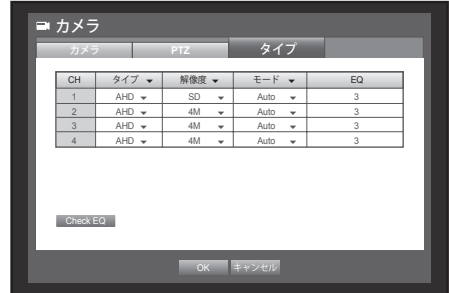 カメラ
カメラ PTZ タイプ
CH タイプ 解像度 モード EQ
1 AHD SD Auto 3
2 AHD 4M Auto 3
3 AHD 4M Auto 3
4 AHD 4M Auto 3
Check EQ
OK キャンセル